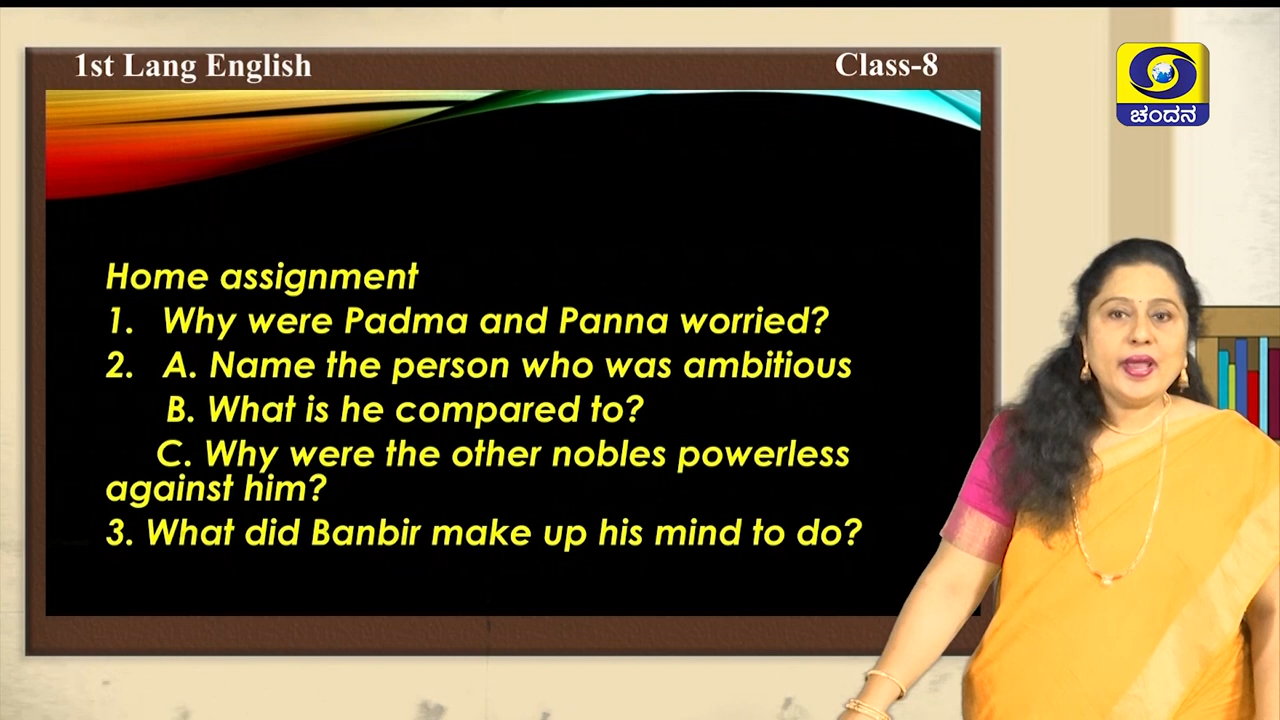 1st Lang English
Class-8
ಚಂದನ
Home assignment
1. Why were Padma and Panna worried?
2. A. Name the person who was ambitious
B. What is he compared to?
C. Why were the other nobles powerless
against him?
3. What did Banbir make up his mind to do?